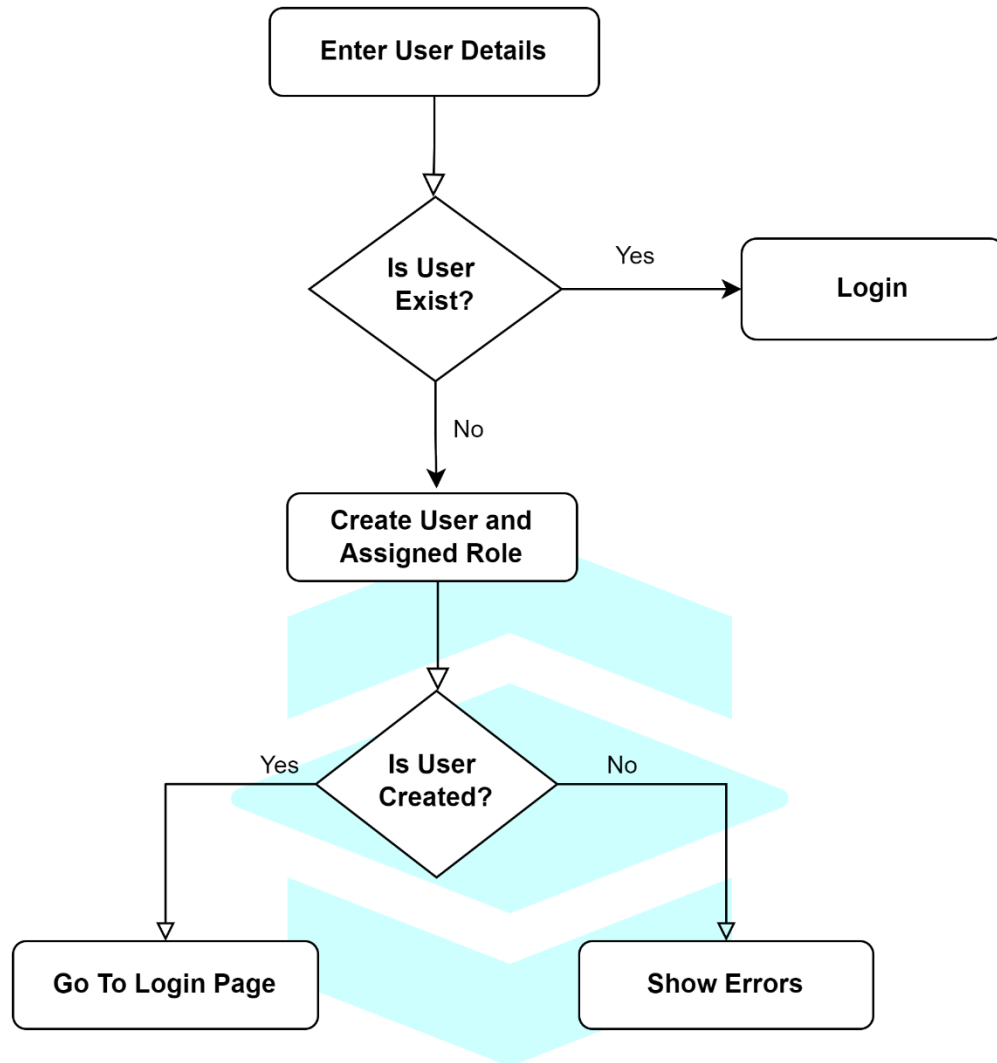 Enter User Details
Is User
Exist?
Yes
Login
No
Create User and
Assigned Role
Is User
Created?
Yes
No
Go To Login Page
Show Errors